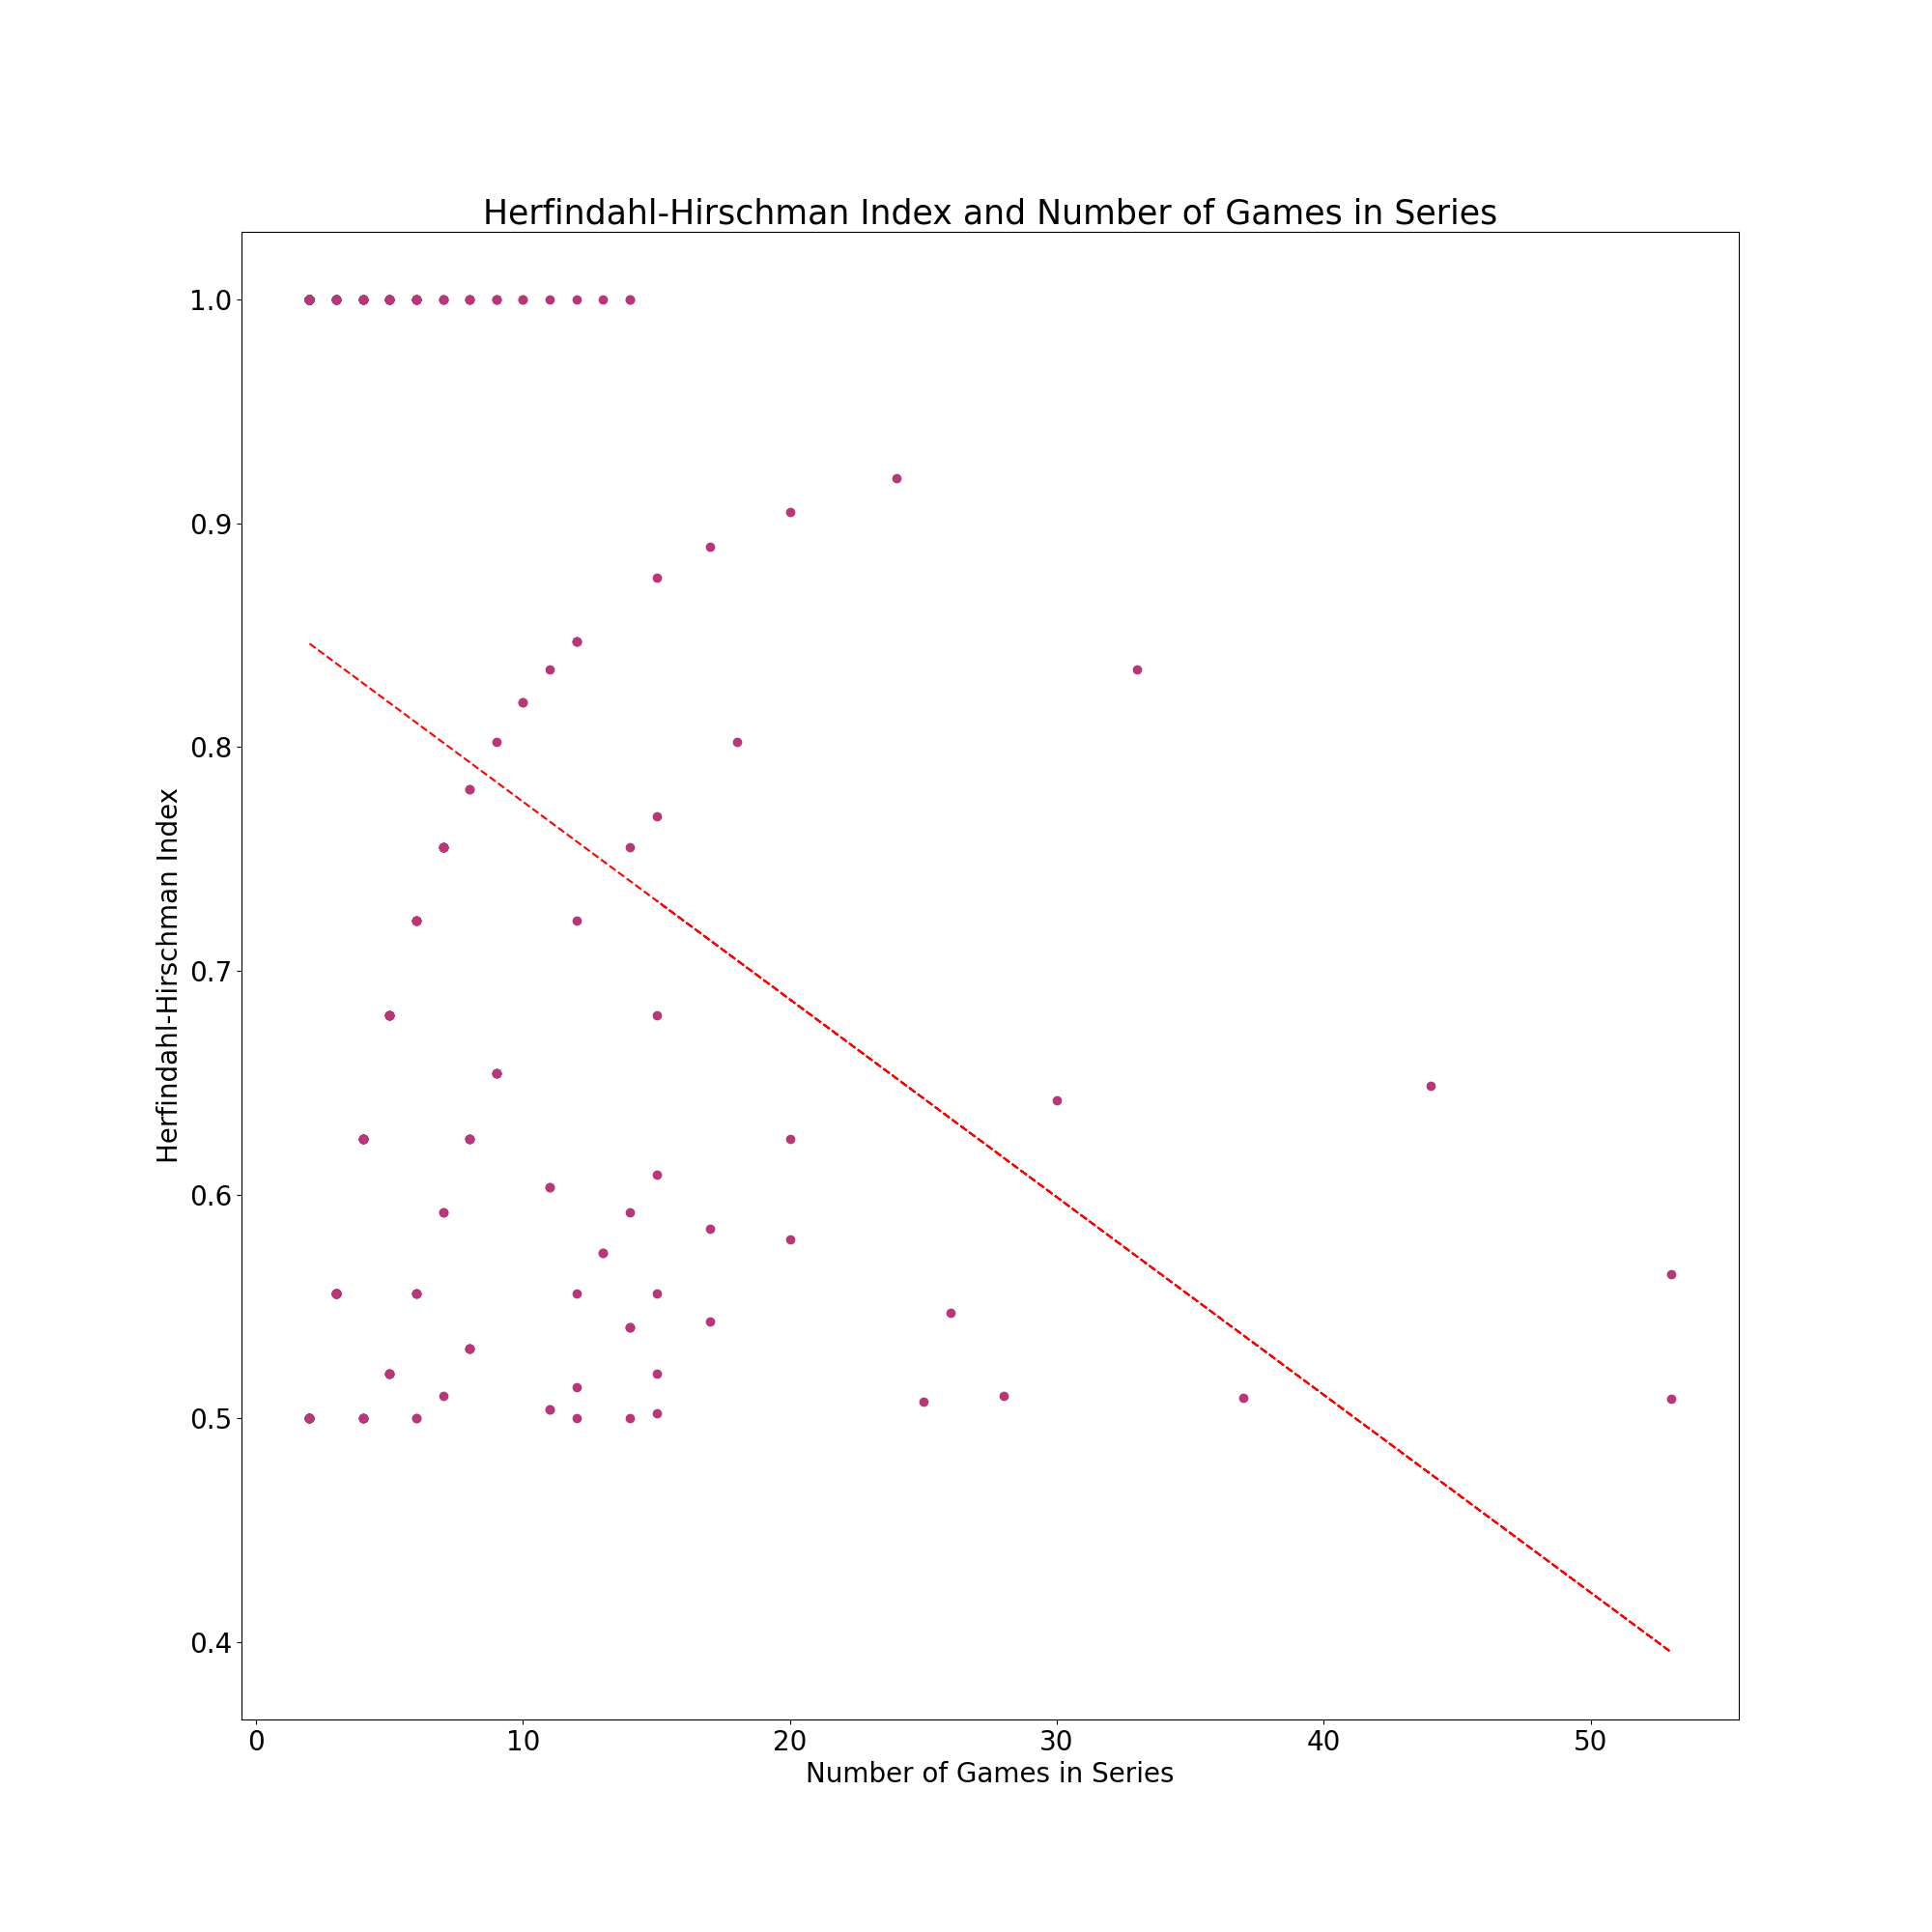 Herfindahl-Hirschman Index and Number of Games in Series
1.0
0.9
0.8
0.7
0.6
0.5
0.4
Herfindahl-Hirschman Index
0 10 20 30 40 50
Number of Games in Series